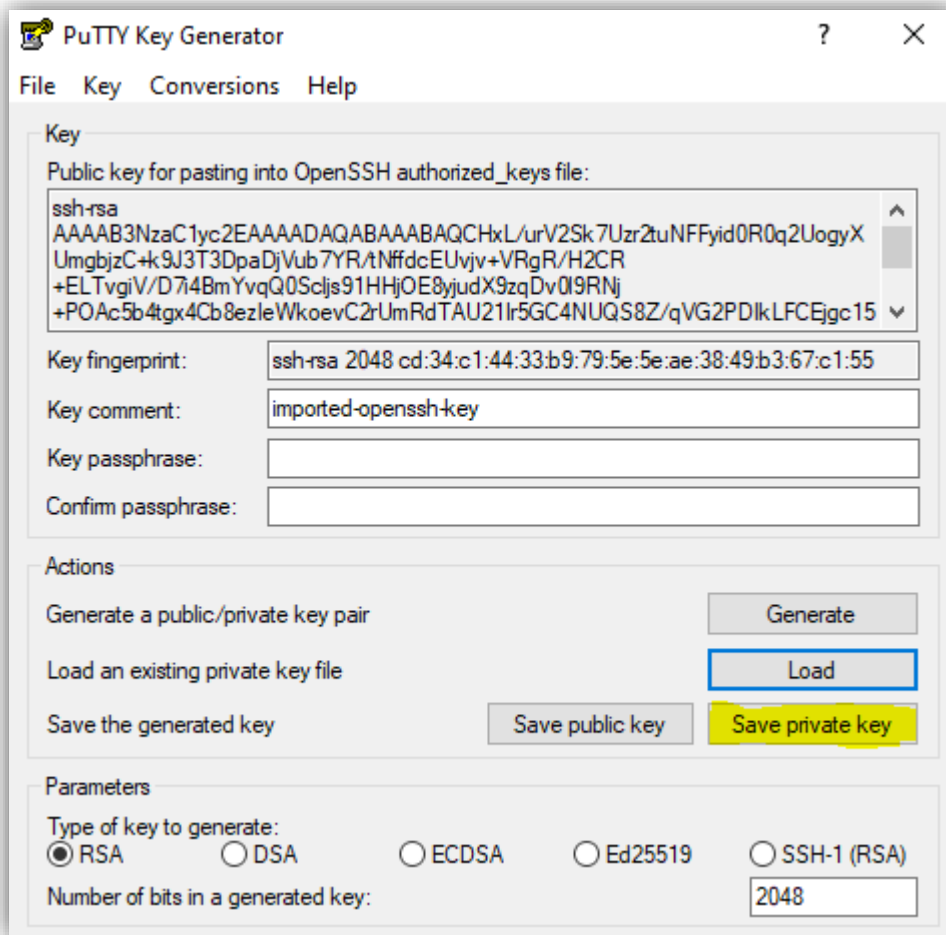 PuTTY Key Generator ? ×
File Key Conversions Help
Key
Public key for pasting into OpenSSH authorized_keys file:
ssh-rsa
AAAAB3NzaC1yc2EAAAADAQABAAABAQCHxL/urV2Sk7Uzr2tuNFFyid0R0q2UogyX
UmgbjzC+k9J3T3DpaDjVub7YR/tNffdcEUvjv+VRgR/H2CR
+ELTvgiV/D7i4BmYvqQ0Scljs91HHjOE8yjudX9zqDv0I9RNj
+POAc5b4tgx4Cb8ezIeWkoevC2rUmRdTAU21Ir5GC4NUQS8Z/qVG2PDIkLFCEjgc15
Key fingerprint: ssh-rsa 2048 cd:34:c1:44:33:b9:79:5e:5e:ae:38:49:b3:67:c1:55
Key comment: imported-openssh-key
Key passphrase:
Confirm passphrase:
Actions
Generate a public/private key pair Generate
Load an existing private key file Load
Save the generated key Save public key Save private key
Parameters
Type of key to generate:
RSA DSA ECDSA Ed25519 SSH-1 (RSA)
Number of bits in a generated key: 2048